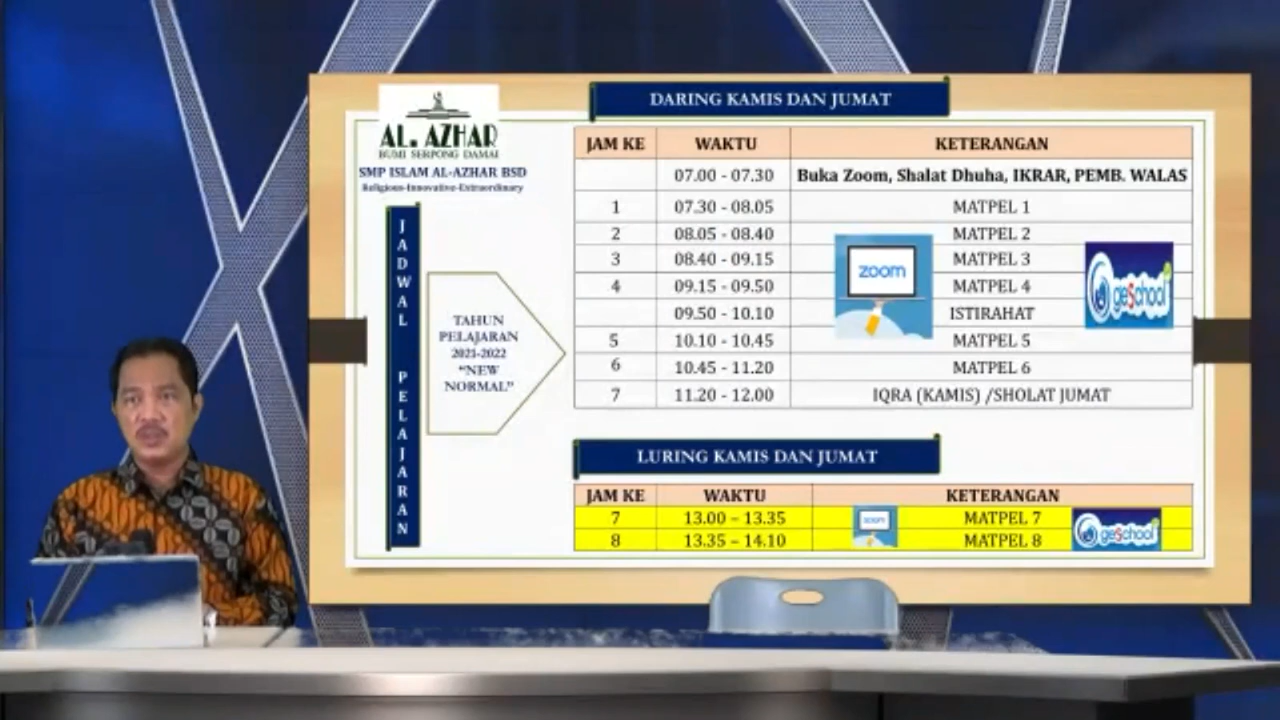 AL. AZHAR
BUMI SERPONG DAMAI
SMP ISLAM AL-AZHAR BSD
Religious-Innovative-Extraordinary
JADWAL PELAJARAN
TAHUN
PELAJARAN
2021-2022
“NEW
NORMAL”
DARING KAMIS DAN JUMAT
JAM KE WAKTU KETERANGAN
07.00 - 07.30 Buka Zoom, Shalat Dhuha, IKRAR, PEMB. WALAS
1 07.30 - 08.05 MATPEL 1
2 08.05 - 08.40 MATPEL 2
3 08.40 - 09.15 MATPEL 3
4 09.15 - 09.50 MATPEL 4
09.50 - 10.10 ISTIRAHAT
5 10.10 - 10.45 MATPEL 5
6 10.45 - 11.20 MATPEL 6
7 11.20 - 12.00 IQRA (KAMIS) /SHOLAT JUMAT
zoom
geschool
LURING KAMIS DAN JUMAT
JAM KE WAKTU KETERANGAN
7 13.00 – 13.35 MATPEL 7
8 13.35 – 14.10 MATPEL 8
zoom
geschool